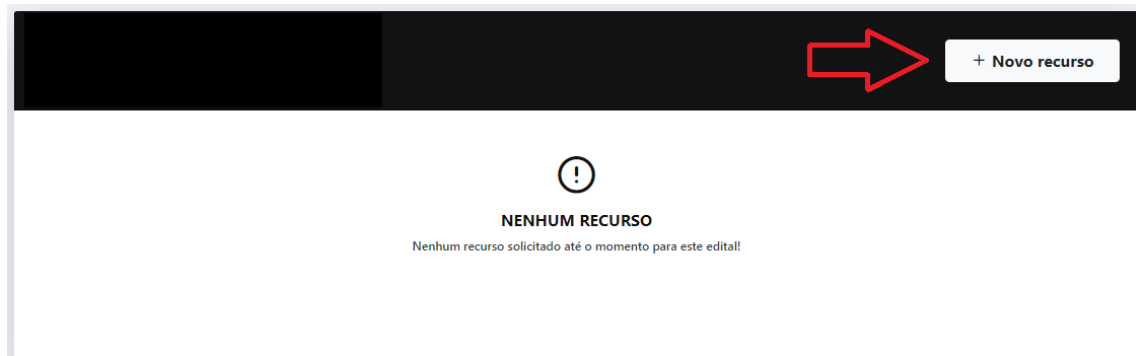 + Novo recurso
NENHUM RECURSO
Nenhum recurso solicitado até o momento para este edital!